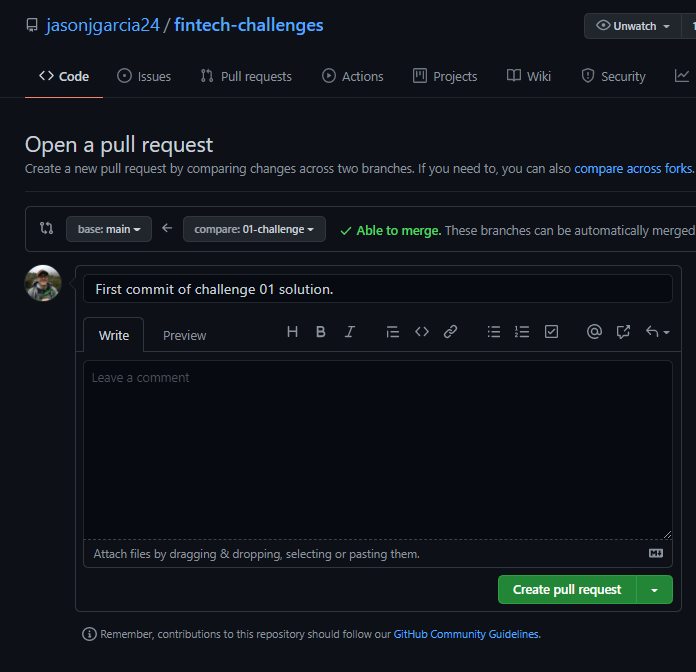 jasonjgarcia24 / fintech-challenges
Unwatch
1
Code Issues Pull requests Actions Projects Wiki Security
Open a pull request
Create a new pull request by comparing changes across two branches. If you need to, you can also compare across forks.
base: main compare: 01-challenge Able to merge. These branches can be automatically merged
First commit of challenge 01 solution.
Write Preview
Leave a comment
Attach files by dragging & dropping, selecting or pasting them.
Create pull request
Remember, contributions to this repository should follow our GitHub Community Guidelines.